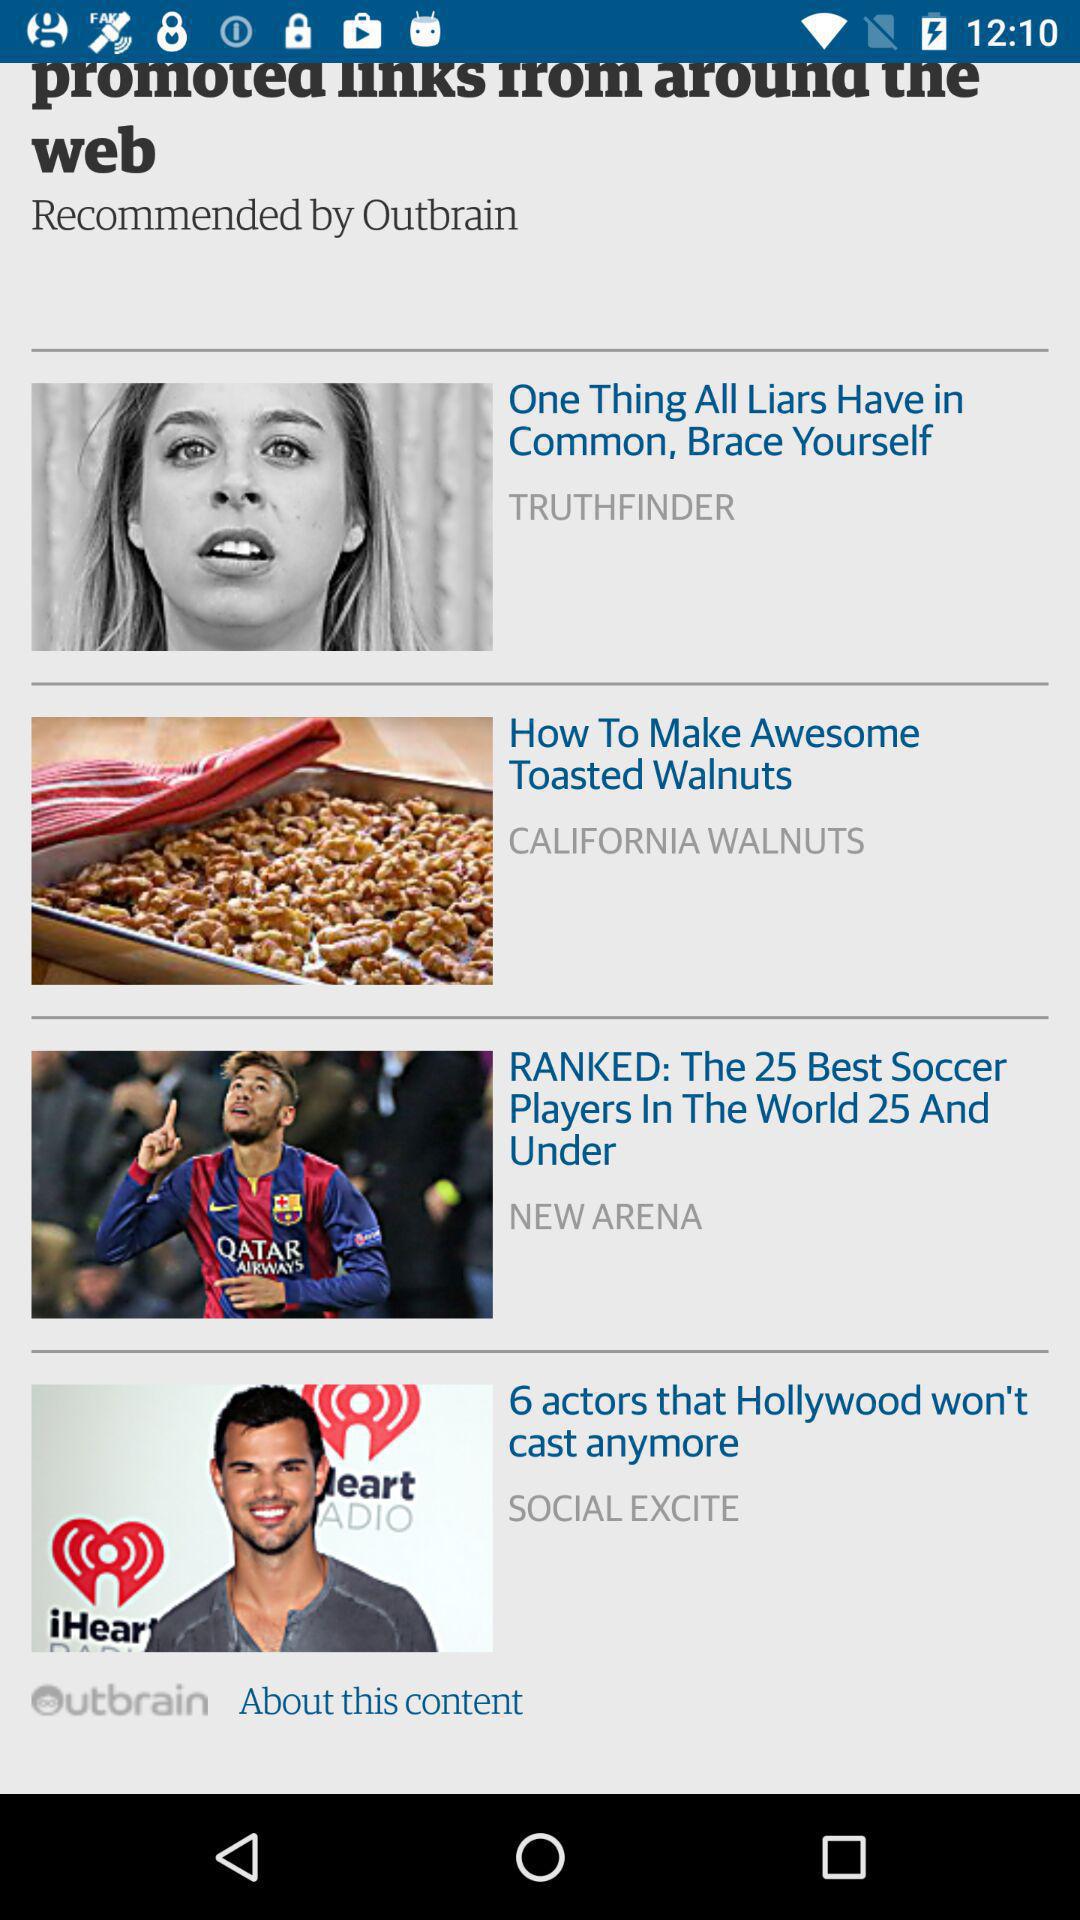 FAKE
12:10
promoted links from around the
web
Recommended by Outbrain
One Thing All Liars Have in
Common, Brace Yourself
TRUTHFINDER
How To Make Awesome
Toasted Walnuts
CALIFORNIA WALNUTS
RANKED: The 25 Best Soccer
Players In The World 25 And
Under
NEW ARENA
QATAR
AIRWAYS
6 actors that Hollywood won't
cast anymore
SOCIAL EXCITE
Heart
RADIO
iHeart
RADIO
Outbrain
About this content